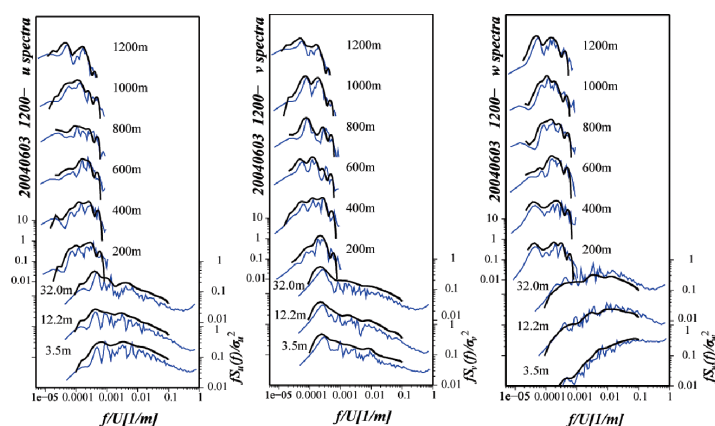 20040603 1200– u spectra
1200m
1000m
800m
600m
400m
200m
32.0m
12.2m
3.5m
10
1
0.1
0.01
1
0.1
0.01
1
0.1
0.01
fSu(f)/σu²
1e–05 0.0001 0.001 0.01 0.1 1
f/U[1/m]
20040603 1200– v spectra
1200m
1000m
800m
600m
400m
200m
32.0m
12.2m
3.5m
10
1
0.1
0.01
1
0.1
0.01
1
0.1
0.01
fSv(f)/σv²
1e–05 0.0001 0.001 0.01 0.1 1
f/U[1/m]
20040603 1200– w spectra
1200m
1000m
800m
600m
400m
200m
32.0m
12.2m
3.5m
10
1
0.1
0.01
1
0.1
0.01
1
0.1
0.01
1e–05 0.0001 0.001 0.01 0.1 1
f/U[1/m]